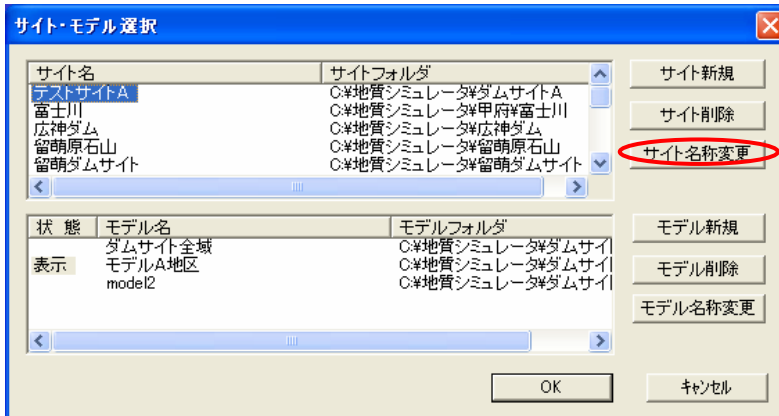 サイト・モデル選択
サイト名 サイトフォルダ サイト新規
テストサイトA C:¥地質シミュレータ¥ダムサイトA
富士川 C:¥地質シミュレータ¥甲府¥富士川 サイト削除
広神ダム C:¥地質シミュレータ¥広神ダム
留萌原石山 C:¥地質シミュレータ¥留萌原石山 サイト名称変更
留萌ダムサイト C:¥地質シミュレータ¥留萌ダムサイト
状 態 モデル名 モデルフォルダ モデル新規
ダムサイト全域 C:¥地質シミュレータ¥ダムサイ
表示 モデルA地区 C:¥地質シミュレータ¥ダムサイ モデル削除
model2 C:¥地質シミュレータ¥ダムサイ
モデル名称変更
OK キャンセル